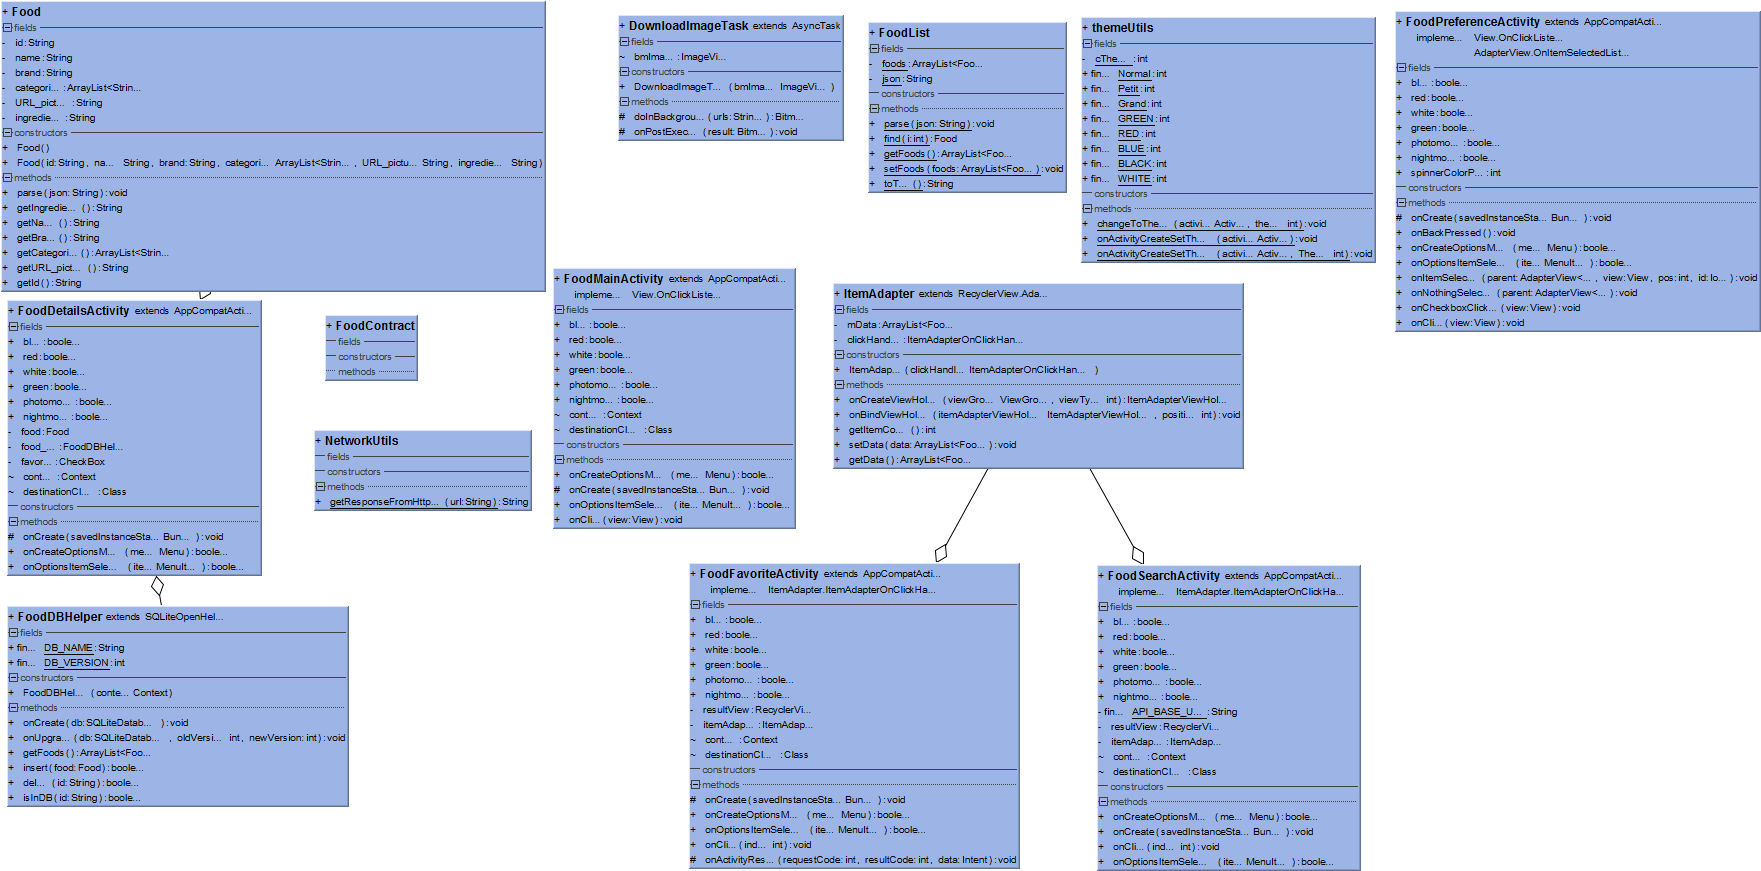 + Food
fields
- id:String
- name:String
- brand:String
- categori... :ArrayList<Strin...
- URL_pict... :String
- ingredie... :String
constructors
+ Food()
+ Food(id:String, na... String, brand:String, categori... ArrayList<Strin... , URL_pictu... String, ingredie... String)
methods
+ parse(json:String):void
+ getIngredie... ():String
+ getNa... ():String
+ getBra... ():String
+ getCategori... ():ArrayList<Strin...
+ getURL_pict... ():String
+ getId():String
+ DownloadImageTask extends AsyncTask
fields
~ bmIma... :ImageVi...
constructors
+ DownloadImageT... (bmIma... ImageVi... )
methods
# doInBackgrou... (urls:Strin... ):Bitm...
# onPostExec... (result:Bitm... ):void
+ FoodList
fields
- foods:ArrayList<Foo...
- json:String
constructors
methods
+ parse(json:String):void
+ find(i:int):Food
+ getFoods():ArrayList<Foo...
+ setFoods(foods:ArrayList<Foo... ):void
+ toT... ():String
+ themeUtils
fields
- cThe... :int
+ fin... Normal:int
+ fin... Petit:int
+ fin... Grand:int
+ fin... GREEN:int
+ fin... RED:int
+ fin... BLUE:int
+ fin... BLACK:int
+ fin... WHITE:int
constructors
methods
+ changeToThe... (activi... Activ... , the... int):void
+ onActivityCreateSetTh... (activi... Activ... ):void
+ onActivityCreateSetTh... (activi... Activ... , The... int):void
+ FoodPreferenceActivity extends AppCompatActi...
impleme... View.OnClickListe...
AdapterView.OnItemSelectedList...
fields
+ bl... :boole...
+ red:boole...
+ white:boole...
+ green:boole...
+ photomo... :boole...
+ nightmo... :boole...
+ spinnerColorP... :int
constructors
methods
# onCreate(savedInstanceSta... Bun... ):void
+ onBackPressed():void
+ onCreateOptionsM... (me... Menu):boole...
+ onOptionsItemSele... (ite... MenuIt... ):boole...
+ onItemSelec... (parent:AdapterView<... , view:View, pos:int, id:lo... ):void
+ onNothingSelec... (parent:AdapterView<... ):void
+ onCheckboxClick... (view:View):void
+ onCli... (view:View):void
+ FoodDetailsActivity extends AppCompatActi...
fields
+ bl... :boole...
+ red:boole...
+ white:boole...
+ green:boole...
+ photomo... :boole...
+ nightmo... :boole...
- food:Food
- food_... :FoodDBHel...
- favor... :CheckBox
~ cont... :Context
~ destinationCl... :Class
constructors
methods
# onCreate(savedInstanceSta... Bun... ):void
+ onCreateOptionsM... (me... Menu):boole...
+ onOptionsItemSele... (ite... MenuIt... ):boole...
+ FoodContract
fields
constructors
methods
+ NetworkUtils
fields
constructors
methods
+ getResponseFromHttp... (url:String):String
+ FoodMainActivity extends AppCompatActi...
impleme... View.OnClickListe...
fields
+ bl... :boole...
+ red:boole...
+ white:boole...
+ green:boole...
+ photomo... :boole...
+ nightmo... :boole...
~ cont... :Context
~ destinationCl... :Class
constructors
methods
+ onCreateOptionsM... (me... Menu):boole...
# onCreate(savedInstanceSta... Bun... ):void
+ onOptionsItemSele... (ite... MenuIt... ):boole...
+ onCli... (view:View):void
+ ItemAdapter extends RecyclerView.Ada...
fields
- mData:ArrayList<Foo...
- clickHand... :ItemAdapterOnClickHan...
constructors
+ ItemAdap... (clickHandl... ItemAdapterOnClickHan... )
methods
+ onCreateViewHol... (viewGro... ViewGro... , viewTy... int):ItemAdapterViewHol...
+ onBindViewHol... (itemAdapterViewHol... ItemAdapterViewHol... , positi... int):void
+ getItemCo... ():int
+ setData(data:ArrayList<Foo... ):void
+ getData():ArrayList<Foo...
+ FoodDBHelper extends SQLiteOpenHel...
fields
+ fin... DB_NAME:String
+ fin... DB_VERSION:int
constructors
+ FoodDBHel... (conte... Context)
methods
+ onCreate(db:SQLiteDatab... ):void
+ onUpgra... (db:SQLiteDatab... , oldVersi... int, newVersion:int):void
+ getFoods():ArrayList<Foo...
+ insert(food:Food):boole...
+ del... (id:String):boole...
+ isInDB(id:String):boole...
+ FoodFavoriteActivity extends AppCompatActi...
impleme... ItemAdapter.ItemAdapterOnClickHa...
fields
+ bl... :boole...
+ red:boole...
+ white:boole...
+ green:boole...
+ photomo... :boole...
+ nightmo... :boole...
- resultView:RecyclerVi...
- itemAdap... :ItemAdap...
~ cont... :Context
~ destinationCl... :Class
constructors
methods
# onCreate(savedInstanceSta... Bun... ):void
+ onCreateOptionsM... (me... Menu):boole...
+ onOptionsItemSele... (ite... MenuIt... ):boole...
+ onCli... (ind... int):void
# onActivityRes... (requestCode:int, resultCode:int, data:Intent):void
+ FoodSearchActivity extends AppCompatActi...
impleme... ItemAdapter.ItemAdapterOnClickHa...
fields
+ bl... :boole...
+ red:boole...
+ white:boole...
+ green:boole...
+ photomo... :boole...
+ nightmo... :boole...
- fin... API_BASE_U... :String
- resultView:RecyclerVi...
- itemAdap... :ItemAdap...
~ cont... :Context
~ destinationCl... :Class
constructors
methods
+ onCreateOptionsM... (me... Menu):boole...
# onCreate(savedInstanceSta... Bun... ):void
+ onCli... (ind... int):void
+ onOptionsItemSele... (ite... MenuIt... ):boole...